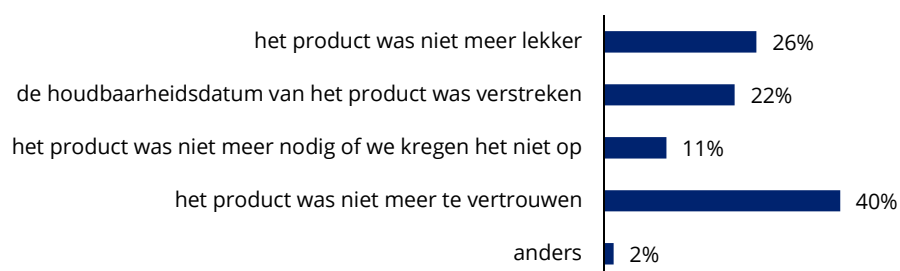 het product was niet meer lekker 26%
de houdbaarheidsdatum van het product was verstreken 22%
het product was niet meer nodig of we kregen het niet op 11%
het product was niet meer te vertrouwen 40%
anders 2%